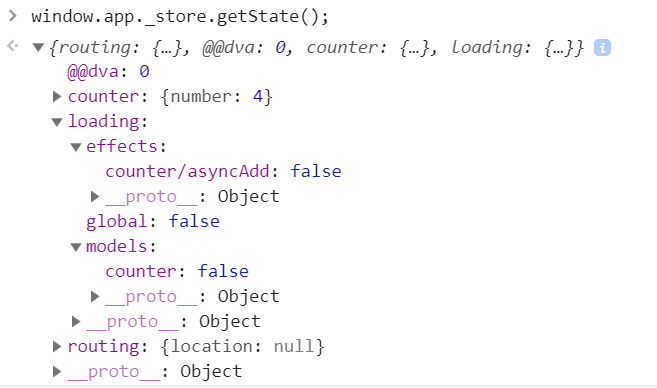 window.app._store.getState();
{routing: {…}, @@dva: 0, counter: {…}, loading: {…}} i
@@dva: 0
counter: {number: 4}
loading:
effects:
counter/asyncAdd: false
__proto__: Object
global: false
models:
counter: false
__proto__: Object
__proto__: Object
routing: {location: null}
__proto__: Object